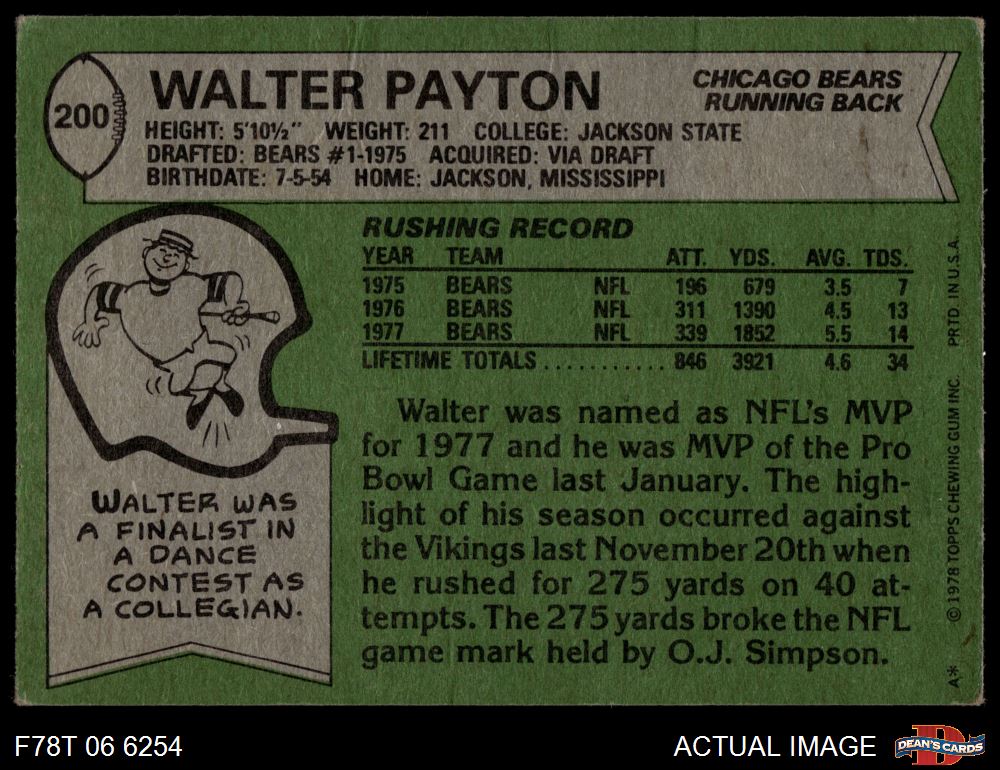 200
WALTER PAYTON
CHICAGO BEARS
RUNNING BACK
HEIGHT: 5'10½" WEIGHT: 211 COLLEGE: JACKSON STATE
DRAFTED: BEARS #1-1975 ACQUIRED: VIA DRAFT
BIRTHDATE: 7-5-54 HOME: JACKSON, MISSISSIPPI
RUSHING RECORD
YEAR TEAM ATT. YDS. AVG. TDS.
1975 BEARS NFL 196 679 3.5 7
1976 BEARS NFL 311 1390 4.5 13
1977 BEARS NFL 339 1852 5.5 14
LIFETIME TOTALS ........... 846 3921 4.6 34
Walter was named as NFL's MVP
for 1977 and he was MVP of the Pro
Bowl Game last January. The high-
light of his season occurred against
the Vikings last November 20th when
he rushed for 275 yards on 40 at-
tempts. The 275 yards broke the NFL
game mark held by O.J. Simpson.
WALTER WAS
A FINALIST IN
A DANCE
CONTEST AS
A COLLEGIAN.
A* © 1978 TOPPS CHEWING GUM INC. PRTD. IN U.S.A.
F78T 06 6254
ACTUAL IMAGE
D
DEAN'S CARDS